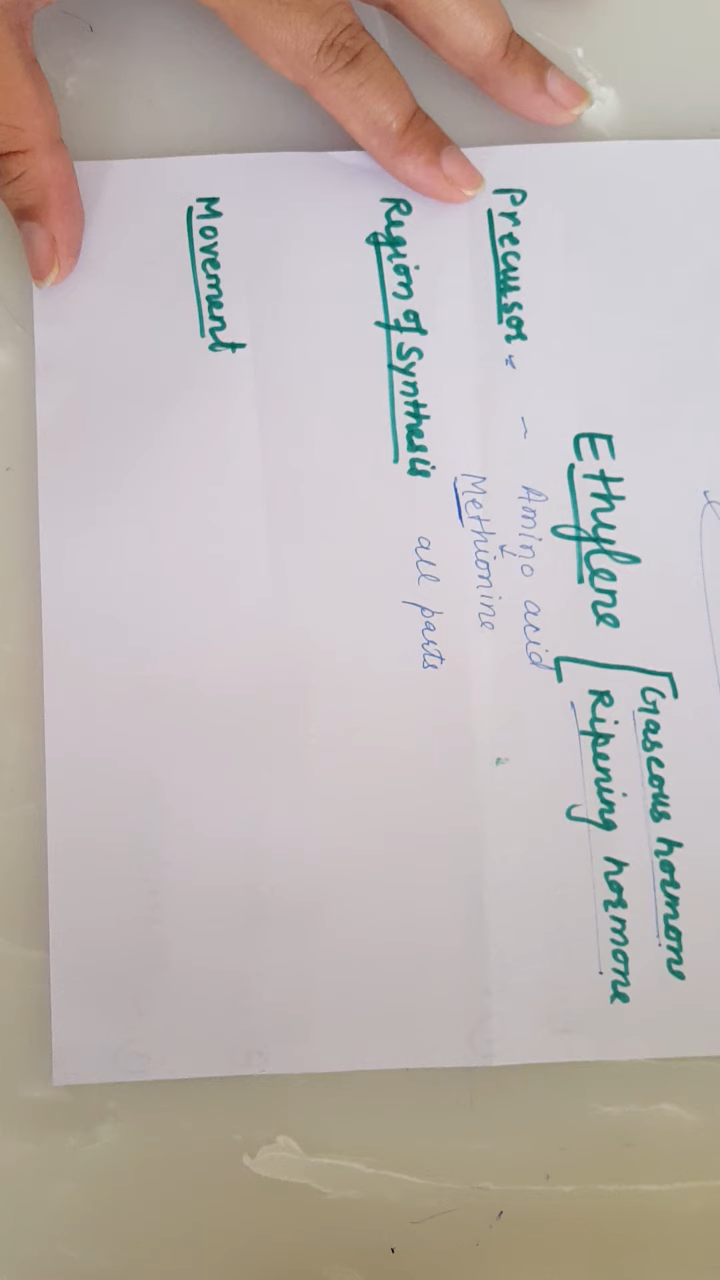 Ethylene [Gaseous hormone
[Ripening hormone
Precursor - - Amino acid
Methionine
Region of Synthesis all parts
Movement